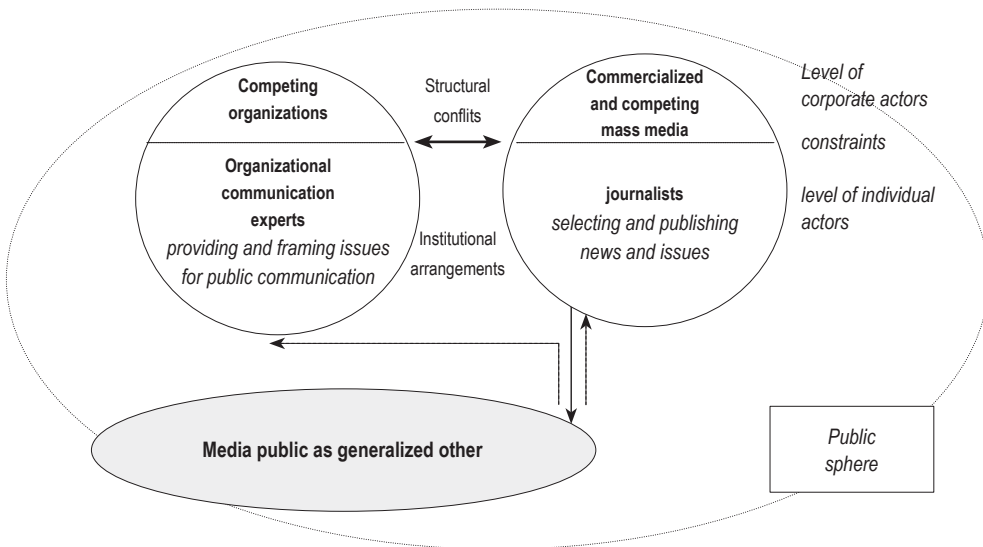 Competing
organizations
Organizational
communication
experts
providing and framing issues
for public communication
Structural
conflits
Institutional
arrangements
Commercialized
and competing
mass media
journalists
selecting and publishing
news and issues
Level of
corporate actors
constraints
level of individual
actors
Media public as generalized other
Public
sphere